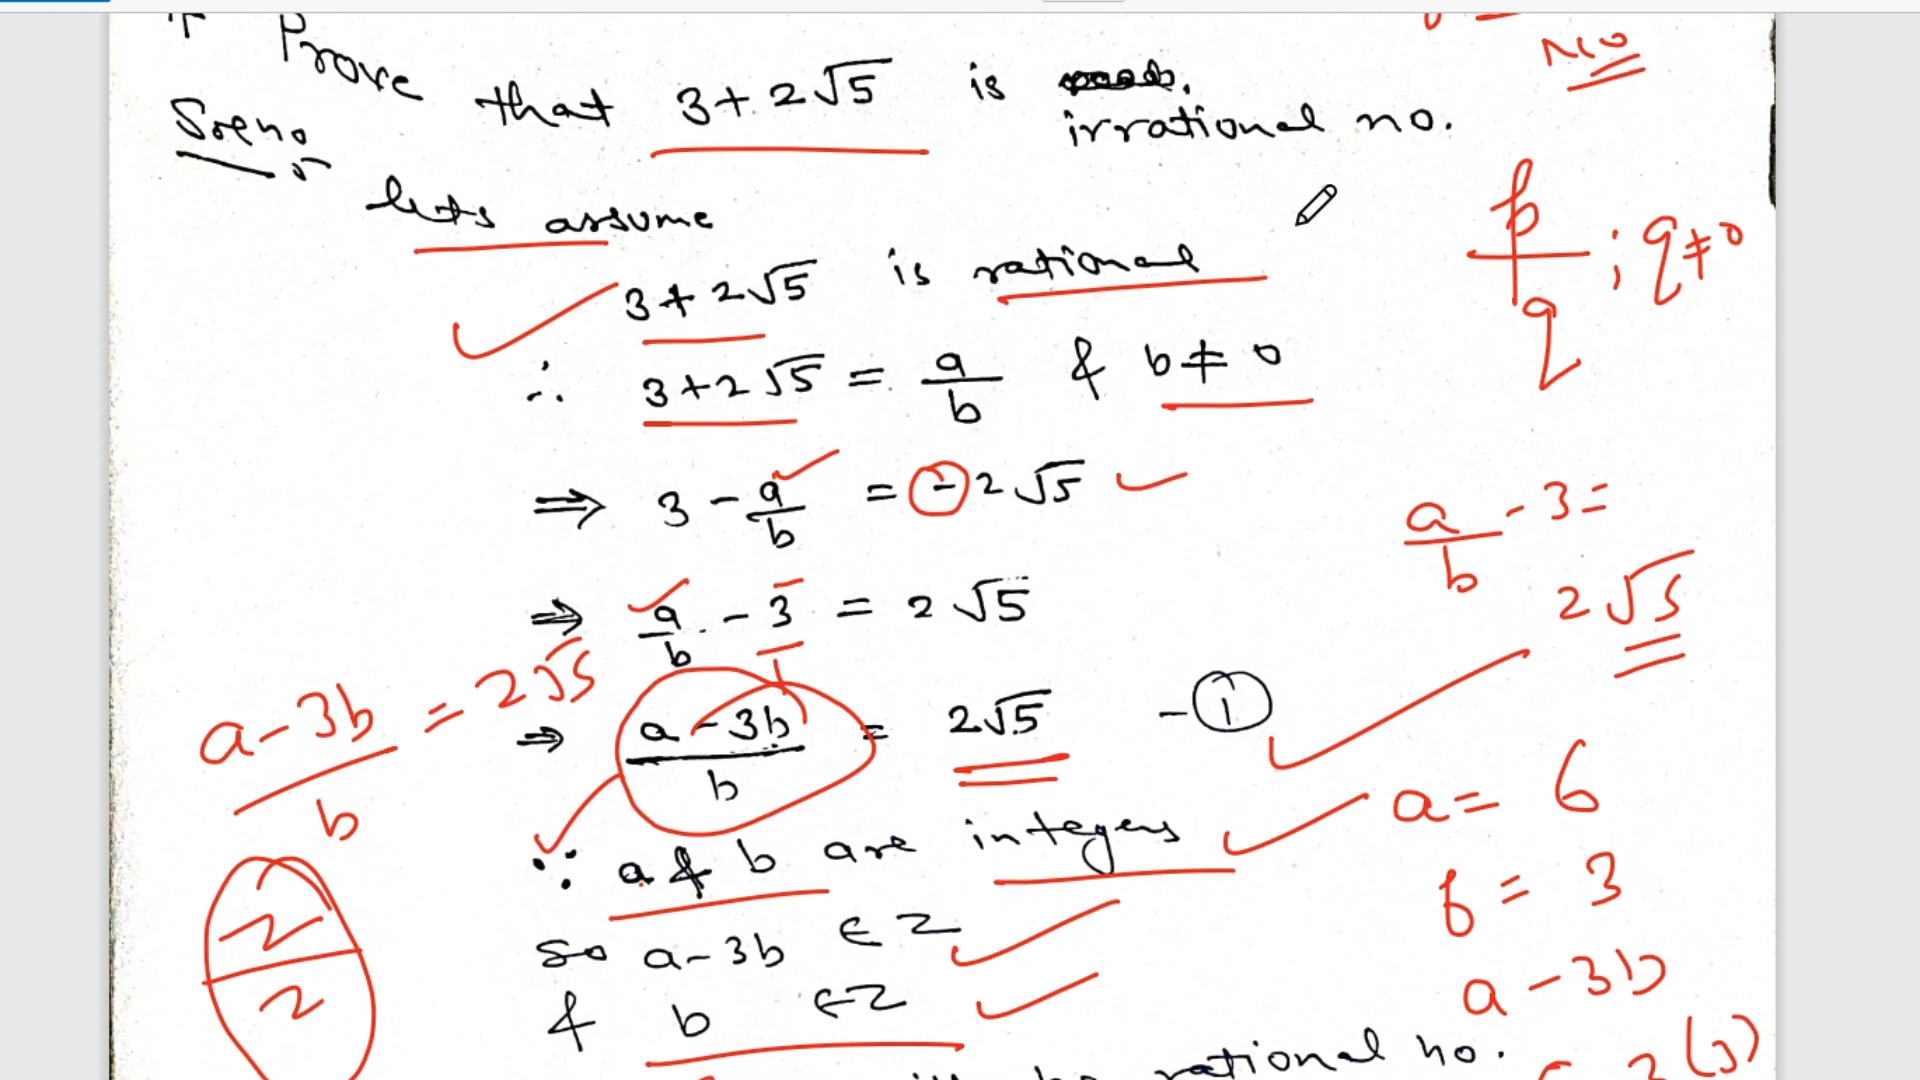 Prove that 3+2√5 is
irrational no.
No
Soln
lets assume
3+2√5 is rational
p/q ; q≠0
∴ 3+2√5 = a/b & b≠0
⇒ 3 - a/b = -2√5
a/b - 3 =
2√5
⇒ a/b - 3 = 2√5
a-3b/b = 2√5
⇒ a-3b/b = 2√5 - 1
a = 6
∵ a & b are integers
b = 3
Z/Z
so a-3b ∈ Z
a-3b
& b ∈ Z
rational no.
(3)